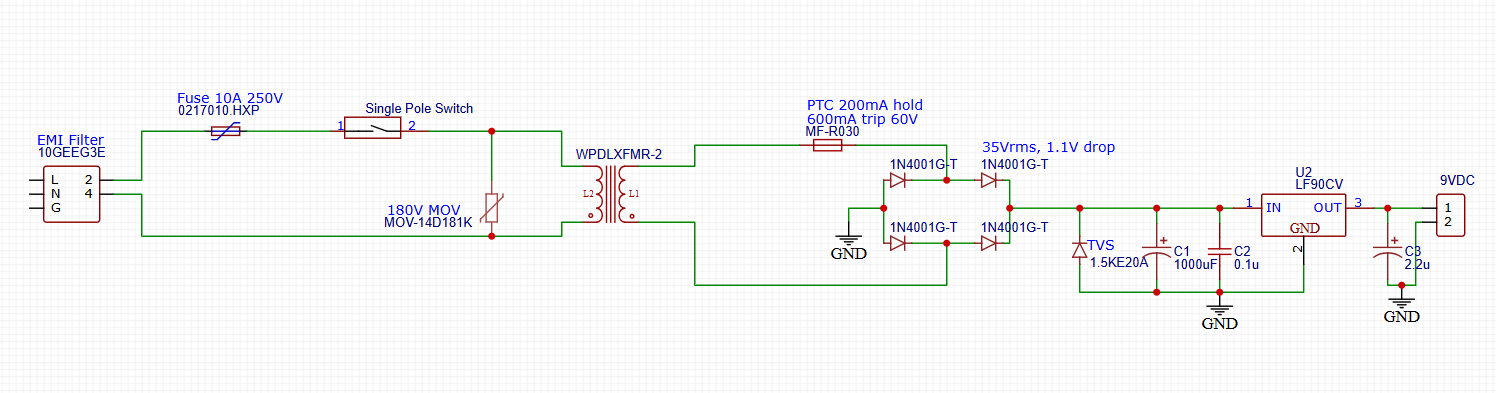 Fuse 10A 250V
0217010.HXP
Single Pole Switch
1
2
EMI Filter
10GEEG3E
L
2
N
4
G
180V MOV
MOV-14D181K
WPDLXFMR-2
L2
L1
PTC 200mA hold
600mA trip 60V
MF-R030
35Vrms, 1.1V drop
1N4001G-T
1N4001G-T
1N4001G-T
1N4001G-T
GND
TVS
1.5KE20A
+
C1
1000uF
C2
0.1u
GND
U2
LF90CV
1
IN
OUT
3
GND
2
+
C3
2.2u
GND
9VDC
1
2